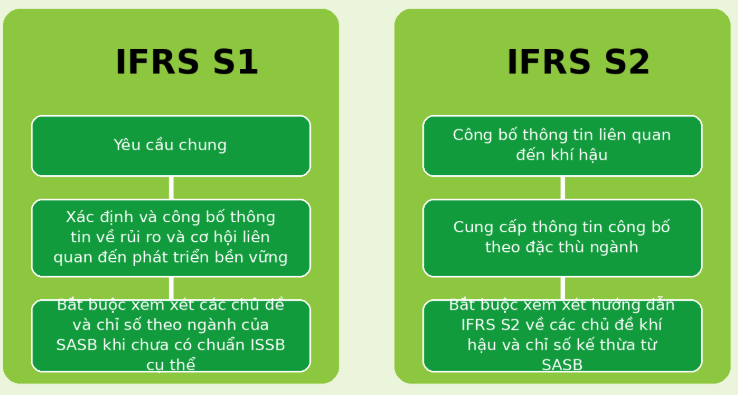 IFRS S1
Yêu cầu chung
Xác định và công bố thông
tin về rủi ro và cơ hội liên
quan đến phát triển bền vững
Bắt buộc xem xét các chủ đề
và chỉ số theo ngành của
SASB khi chưa có chuẩn ISSB
cụ thể
IFRS S2
Công bố thông tin liên quan
đến khí hậu
Cung cấp thông tin công bố
theo đặc thù ngành
Bắt buộc xem xét hướng dẫn
IFRS S2 về các chủ đề khí
hậu và chỉ số kế thừa từ
SASB